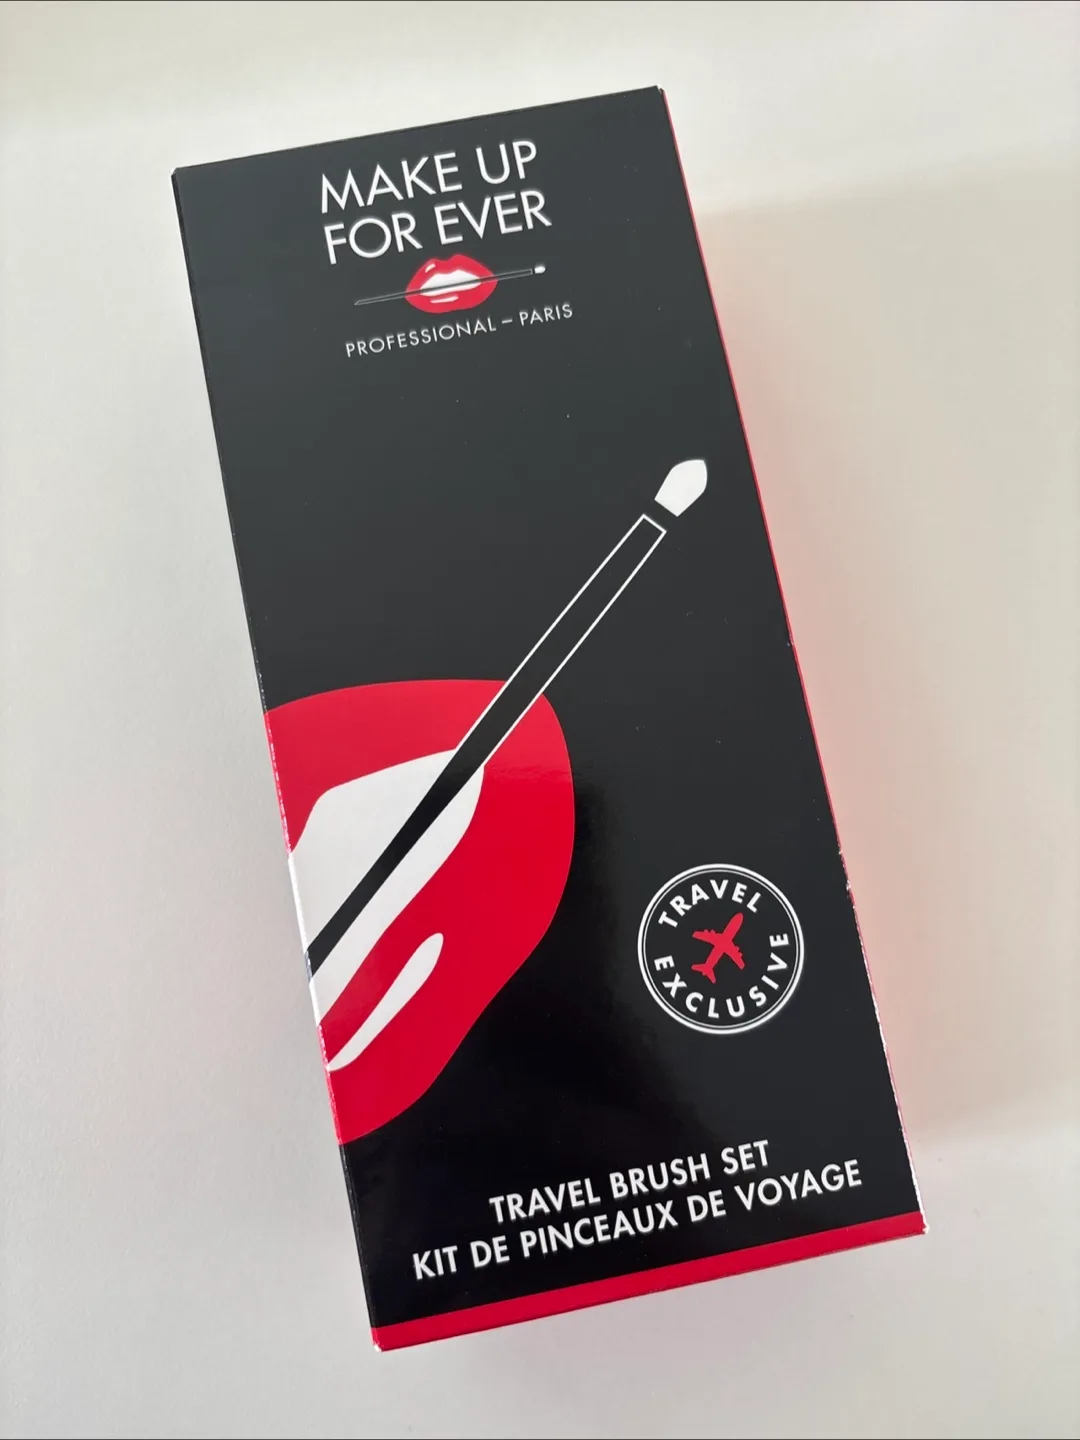 MAKE UP
FOR EVER
PROFESSIONAL – PARIS
TRAVEL
EXCLUSIVE
TRAVEL BRUSH SET
KIT DE PINCEAUX DE VOYAGE